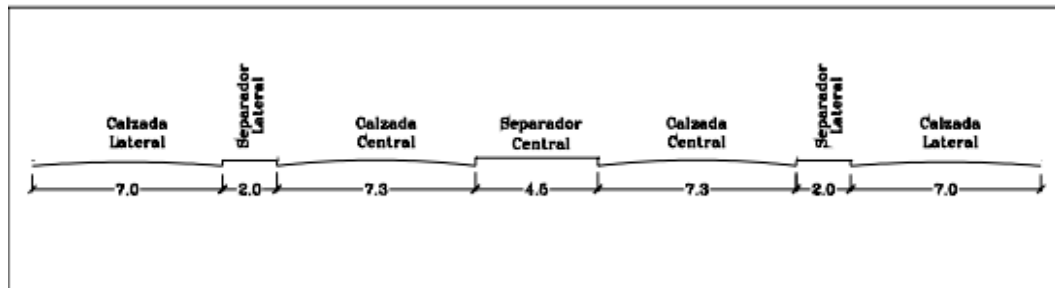 Calzada
Lateral
Separador
Lateral
Calzada
Central
Separador
Central
Calzada
Central
Separador
Lateral
Calzada
Lateral
7.0
2.0
7.3
4.5
7.3
2.0
7.0